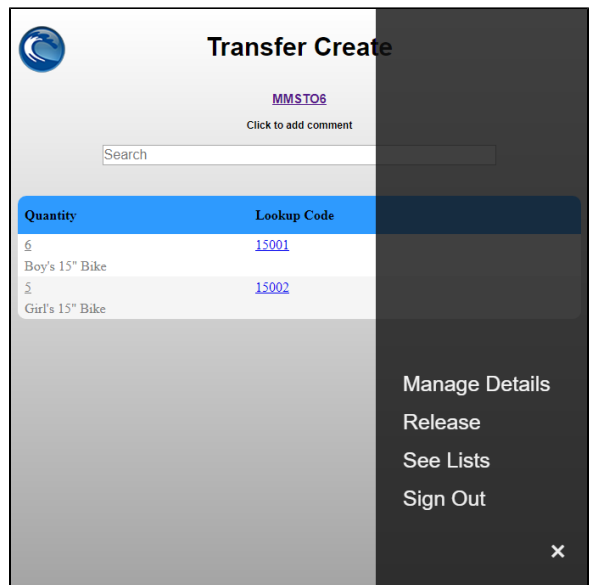 Transfer Create
MMSTO6
Click to add comment
Search
Quantity Lookup Code
6 15001
Boy's 15" Bike
5 15002
Girl's 15" Bike
Manage Details
Release
See Lists
Sign Out
×